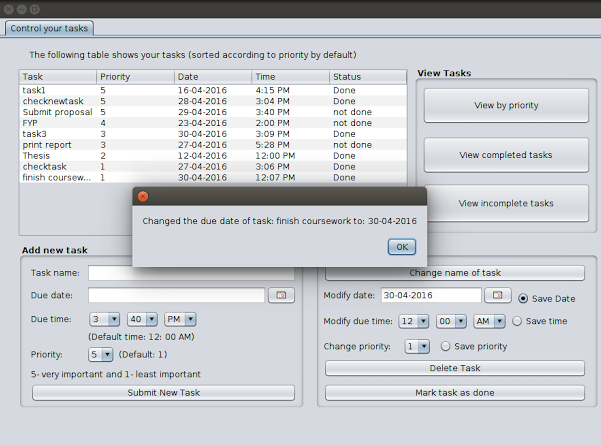 Control your tasks
The following table shows your tasks (sorted according to priority by default)
Task Priority Date Time Status
task1 5 16-04-2016 4:15 PM Done
checknewtask 5 28-04-2016 3:04 PM Done
Submit proposal 5 29-04-2016 3:40 PM not done
FYP 4 23-04-2016 2:00 PM not done
task3 3 30-04-2016 3:09 PM Done
print report 3 27-04-2016 5:28 PM not done
Thesis 2 12-04-2016 12:00 PM Done
checktask 1 27-04-2016 3:06 PM Done
finish coursew... 1 30-04-2016 12:07 PM Done
View Tasks
View by priority
View completed tasks
View incomplete tasks
Changed the due date of task: finish coursework to: 30-04-2016
OK
Add new task
Task name:
Due date:
Due time: 3 40 PM
(Default time: 12: 00 AM)
Priority: 5 (Default: 1)
5- very important and 1- least important
Submit New Task
Change name of task
Modify date: 30-04-2016 Save Date
Modify due time: 12 00 AM Save time
Change priority: 1 Save priority
Delete Task
Mark task as done